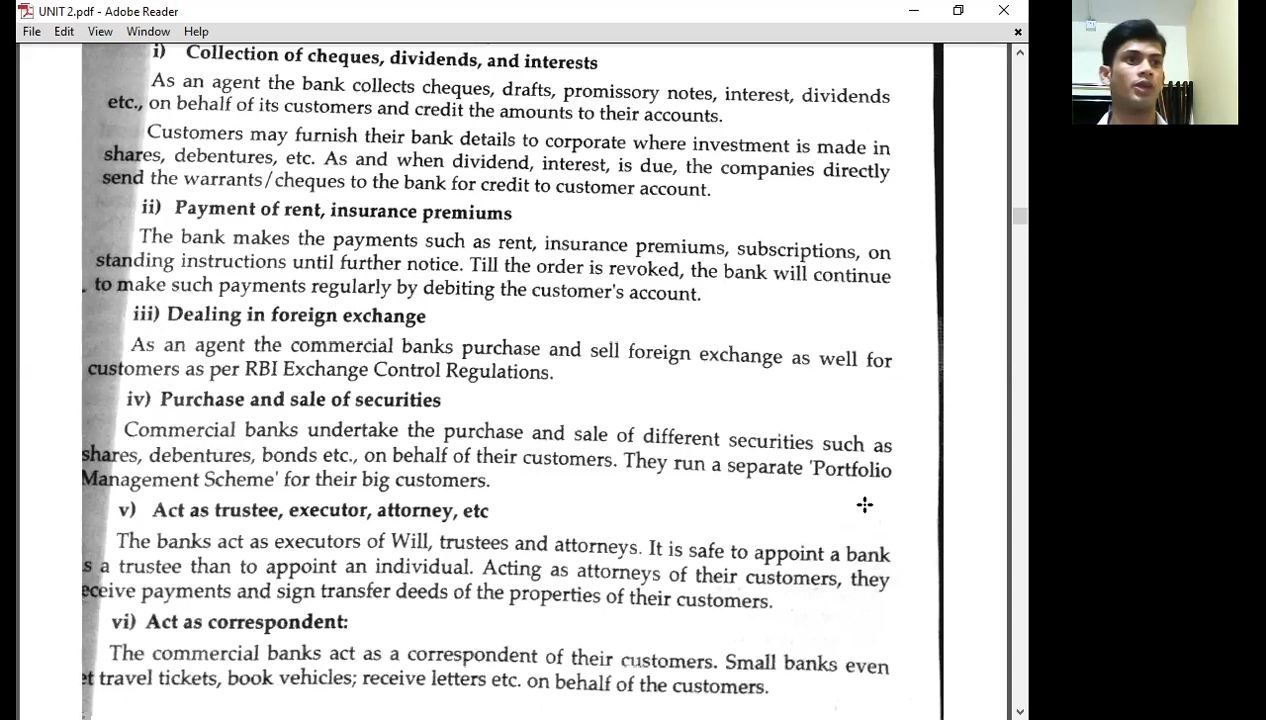 UNIT 2.pdf - Adobe Reader
File Edit View Window Help
i) Collection of cheques, dividends, and interests
As an agent the bank collects cheques, drafts, promissory notes, interest, dividends
etc., on behalf of its customers and credit the amounts to their accounts.
Customers may furnish their bank details to corporate where investment is made in
shares, debentures, etc. As and when dividend, interest, is due, the companies directly
send the warrants/cheques to the bank for credit to customer account.
ii) Payment of rent, insurance premiums
The bank makes the payments such as rent, insurance premiums, subscriptions, on
standing instructions until further notice. Till the order is revoked, the bank will continue
to make such payments regularly by debiting the customer's account.
iii) Dealing in foreign exchange
As an agent the commercial banks purchase and sell foreign exchange as well for
customers as per RBI Exchange Control Regulations.
iv) Purchase and sale of securities
Commercial banks undertake the purchase and sale of different securities such as
shares, debentures, bonds etc., on behalf of their customers. They run a separate 'Portfolio
Management Scheme' for their big customers.
v) Act as trustee, executor, attorney, etc
The banks act as executors of Will, trustees and attorneys. It is safe to appoint a bank
s a trustee than to appoint an individual. Acting as attorneys of their customers, they
eceive payments and sign transfer deeds of the properties of their customers.
vi) Act as correspondent:
The commercial banks act as a correspondent of their customers. Small banks even
et travel tickets, book vehicles; receive letters etc. on behalf of the customers.